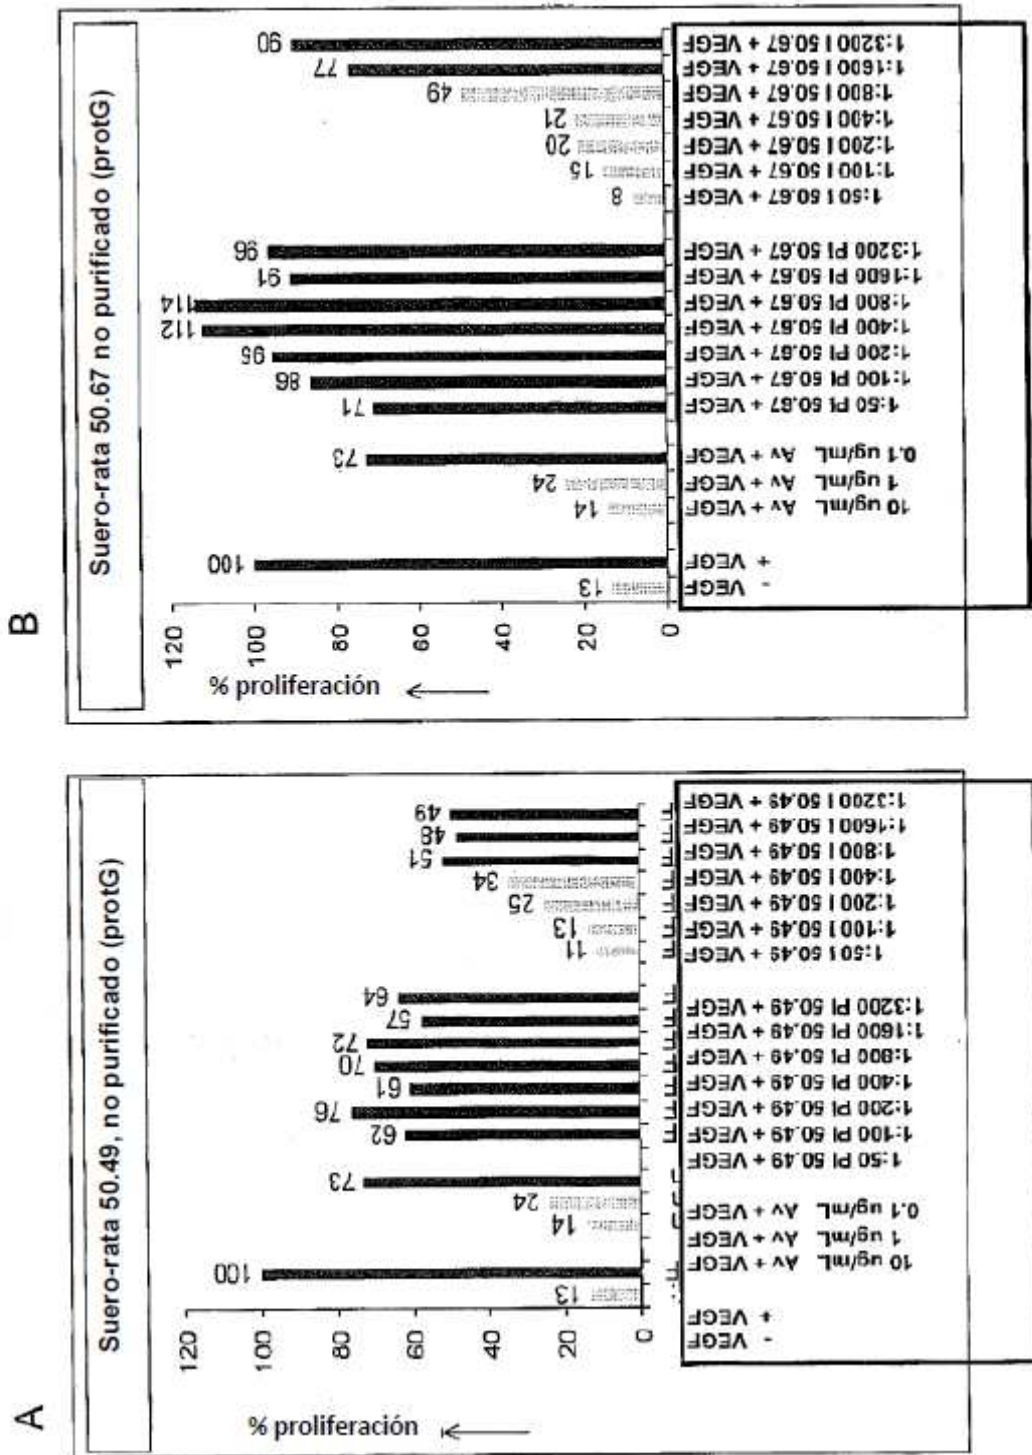 A
Suero-rata 50.49, no purificado (protG)
% proliferación
120
100
80
60
40
20
0
13
100
14
24
73
62
76
61
70
72
57
64
11
13
25
34
51
48
49
- VEGF
+ VEGF
10 ug/mL Av + VEGF
1 ug/mL Av + VEGF
0.1 ug/mL Av + VEGF
1:50 PI 50.49 + VEGF
1:100 PI 50.49 + VEGF
1:200 PI 50.49 + VEGF
1:400 PI 50.49 + VEGF
1:800 PI 50.49 + VEGF
1:1600 PI 50.49 + VEGF
1:3200 PI 50.49 + VEGF
1:50 I 50.49 + VEGF
1:100 I 50.49 + VEGF
1:200 I 50.49 + VEGF
1:400 I 50.49 + VEGF
1:800 I 50.49 + VEGF
1:1600 I 50.49 + VEGF
1:3200 I 50.49 + VEGF
B
Suero-rata 50.67 no purificado (protG)
% proliferación
120
100
80
60
40
20
0
13
100
14
24
73
71
86
95
112
114
91
96
8
15
20
21
49
77
90
- VEGF
+ VEGF
10 ug/mL Av + VEGF
1 ug/mL Av + VEGF
0.1 ug/mL Av + VEGF
1:50 PI 50.67 + VEGF
1:100 PI 50.67 + VEGF
1:200 PI 50.67 + VEGF
1:400 PI 50.67 + VEGF
1:800 PI 50.67 + VEGF
1:1600 PI 50.67 + VEGF
1:3200 PI 50.67 + VEGF
1:50 I 50.67 + VEGF
1:100 I 50.67 + VEGF
1:200 I 50.67 + VEGF
1:400 I 50.67 + VEGF
1:800 I 50.67 + VEGF
1:1600 I 50.67 + VEGF
1:3200 I 50.67 + VEGF